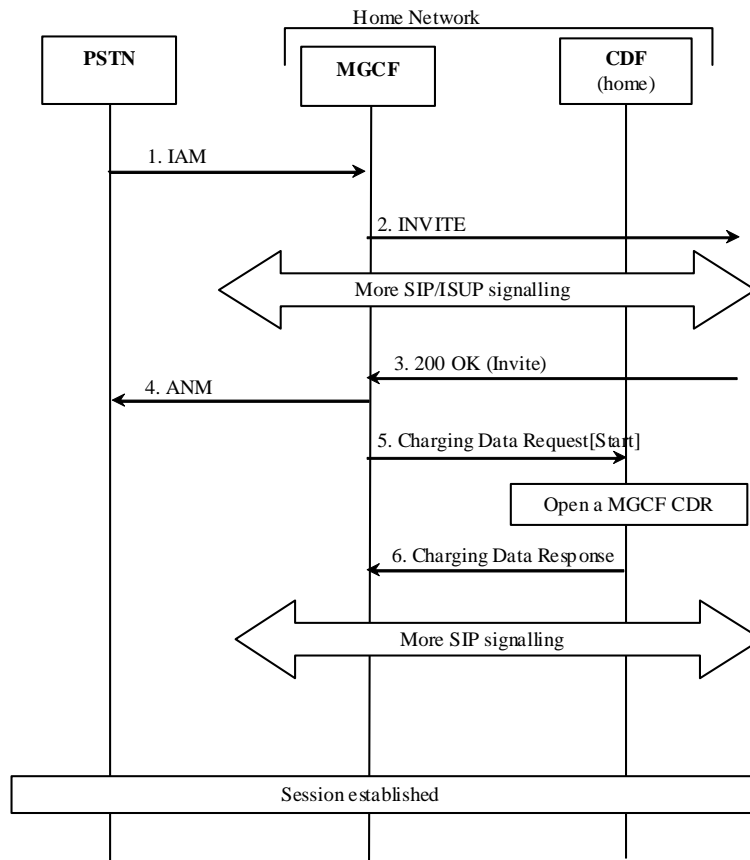 Home Network
PSTN
MGCF
CDF
(home)
1. IAM
2. INVITE
More SIP/ISUP signalling
3. 200 OK (Invite)
4. ANM
5. Charging Data Request[Start]
Open a MGCF CDR
6. Charging Data Response
More SIP signalling
Session established